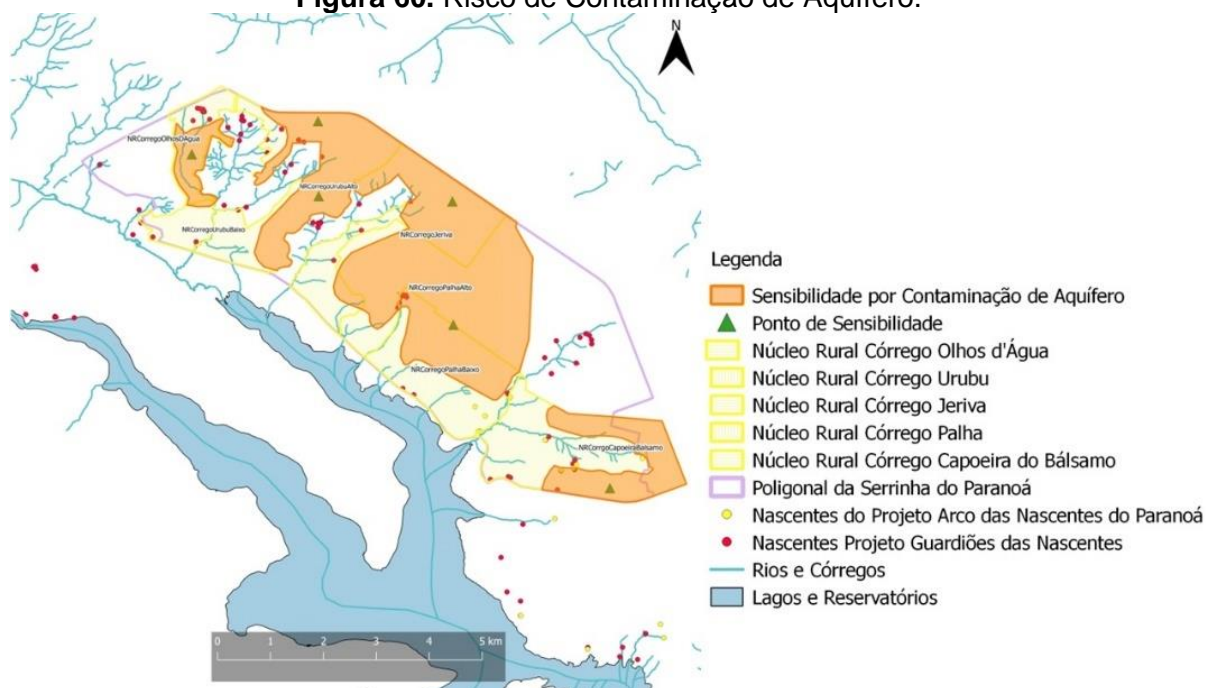 Figura 60. Risco de Contaminação de Aquífero.
N
NRCorregoOlhosDAgua
NRCorregoUrubuAlto
NRCorregoUrubuBaixo
NRCorregoJeriva
NRCorregoPalhaAlto
NRCorregoPalhaBaixo
NRCorrgoCapoeiraBálsamo
Legenda
Sensibilidade por Contaminação de Aquífero
Ponto de Sensibilidade
Núcleo Rural Córrego Olhos d'Água
Núcleo Rural Córrego Urubu
Núcleo Rural Córrego Jeriva
Núcleo Rural Córrego Palha
Núcleo Rural Córrego Capoeira do Bálsamo
Poligonal da Serrinha do Paranoá
Nascentes do Projeto Arco das Nascentes do Paranoá
Nascentes Projeto Guardiões das Nascentes
Rios e Córregos
Lagos e Reservatórios
0 1 2 3 4 5 km